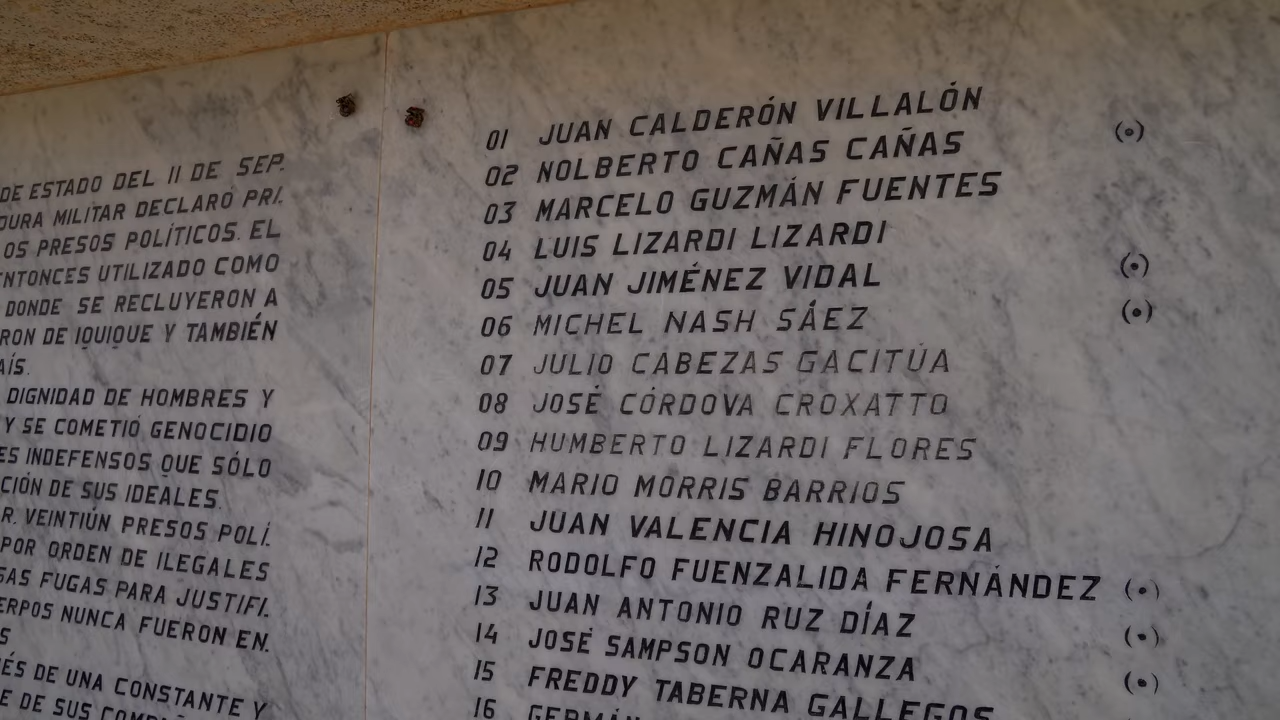 DE ESTADO DEL 11 DE SEP.
DURA MILITAR DECLARÓ PRI.
OS PRESOS POLÍTICOS. EL
ENTONCES UTILIZADO COMO
DONDE SE RECLUYERON A
RON DE IQUIQUE Y TAMBIÉN
AÍS.
DIGNIDAD DE HOMBRES Y
Y SE COMETIÓ GENOCIDIO
ES INDEFENSOS QUE SÓLO
CIÓN DE SUS IDEALES.
R. VEINTIÚN PRESOS POLÍ.
POR ORDEN DE ILEGALES
SAS FUGAS PARA JUSTIFI.
ERPOS NUNCA FUERON EN.
S
ÉS DE UNA CONSTANTE Y
E DE SUS
01 JUAN CALDERÓN VILLALÓN
02 NOLBERTO CAÑAS CAÑAS (•)
03 MARCELO GUZMÁN FUENTES
04 LUIS LIZARDI LIZARDI
05 JUAN JIMÉNEZ VIDAL (•)
06 MICHEL NASH SÁEZ (•)
07 JULIO CABEZAS GACITÚA
08 JOSÉ CÓRDOVA CROXATTO
09 HUMBERTO LIZARDI FLORES
10 MARIO MORRIS BARRIOS
11 JUAN VALENCIA HINOJOSA
12 RODOLFO FUENZALIDA FERNÁNDEZ (•)
13 JUAN ANTONIO RUZ DÍAZ (•)
14 JOSÉ SAMPSON OCARANZA (•)
15 FREDDY TABERNA GALLEGOS
16 GERMÁN